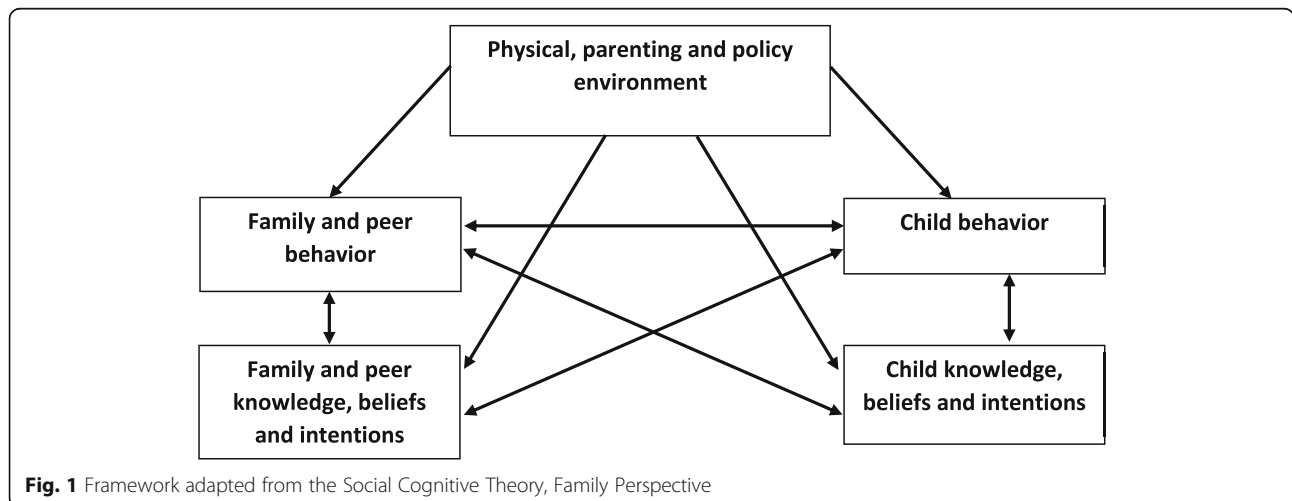 Physical, parenting and policy
environment
Family and peer
behavior
Child behavior
Family and peer
knowledge, beliefs
and intentions
Child knowledge,
beliefs and intentions
Fig. 1 Framework adapted from the Social Cognitive Theory, Family Perspective